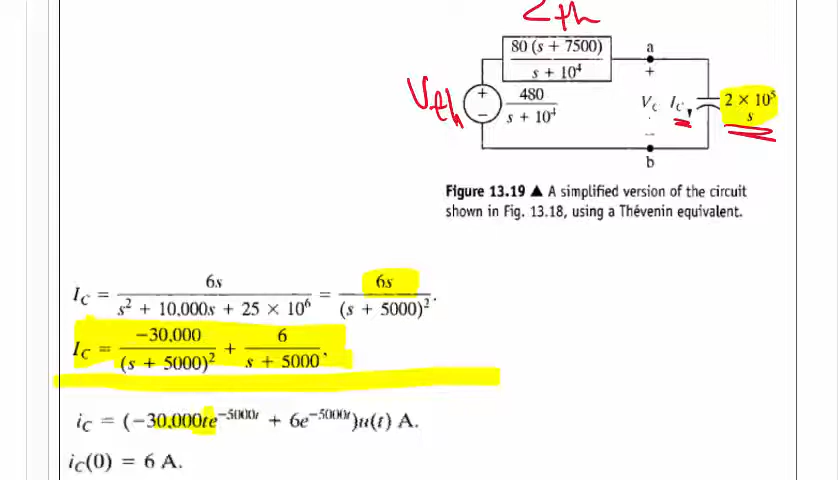 Zth
80 (s + 7500)
s + 10⁴
a
+
Vth
+
−
480
s + 10⁴
V_C I_C
2 × 10⁵
s
−
b
Figure 13.19 ▲ A simplified version of the circuit
shown in Fig. 13.18, using a Thévenin equivalent.
I_C = 6s / (s² + 10,000s + 25 × 10⁶) = 6s / (s + 5000)² .
I_C = −30,000 / (s + 5000)² + 6 / (s + 5000) ,
i_C = (−30,000te^−5000t + 6e^−5000t)u(t) A.
i_C(0) = 6 A.